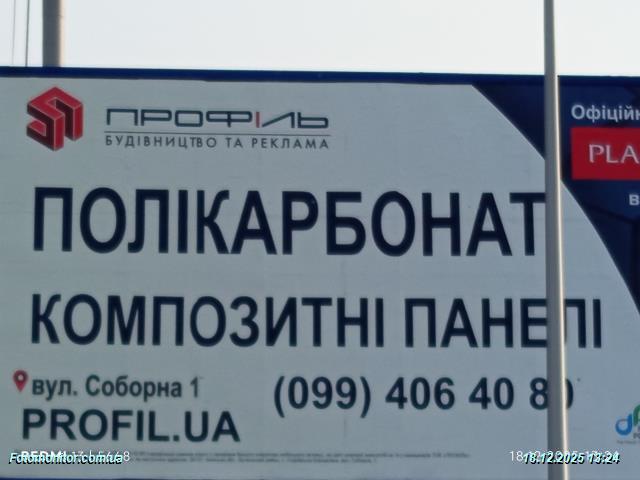 ПРОФІЛЬ
БУДІВНИЦТВО ТА РЕКЛАМА
Офіційн
PLA
В
ПОЛІКАРБОНАТ
КОМПОЗИТНІ ПАНЕЛІ
вул. Соборна 1
(099) 406 40 80
PROFIL.UA
Fotomonitor.com.ua
18.12.2025 13:24